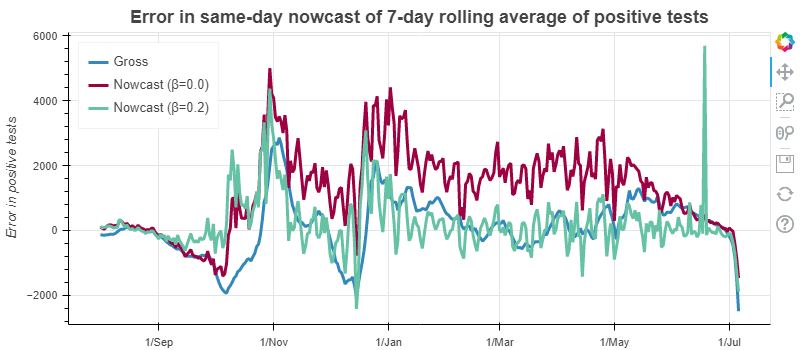 Error in same-day nowcast of 7-day rolling average of positive tests
Error in positive tests
6000
4000
2000
0
−2000
Gross
Nowcast (β=0.0)
Nowcast (β=0.2)
1/Sep
1/Nov
1/Jan
1/Mar
1/May
1/Jul